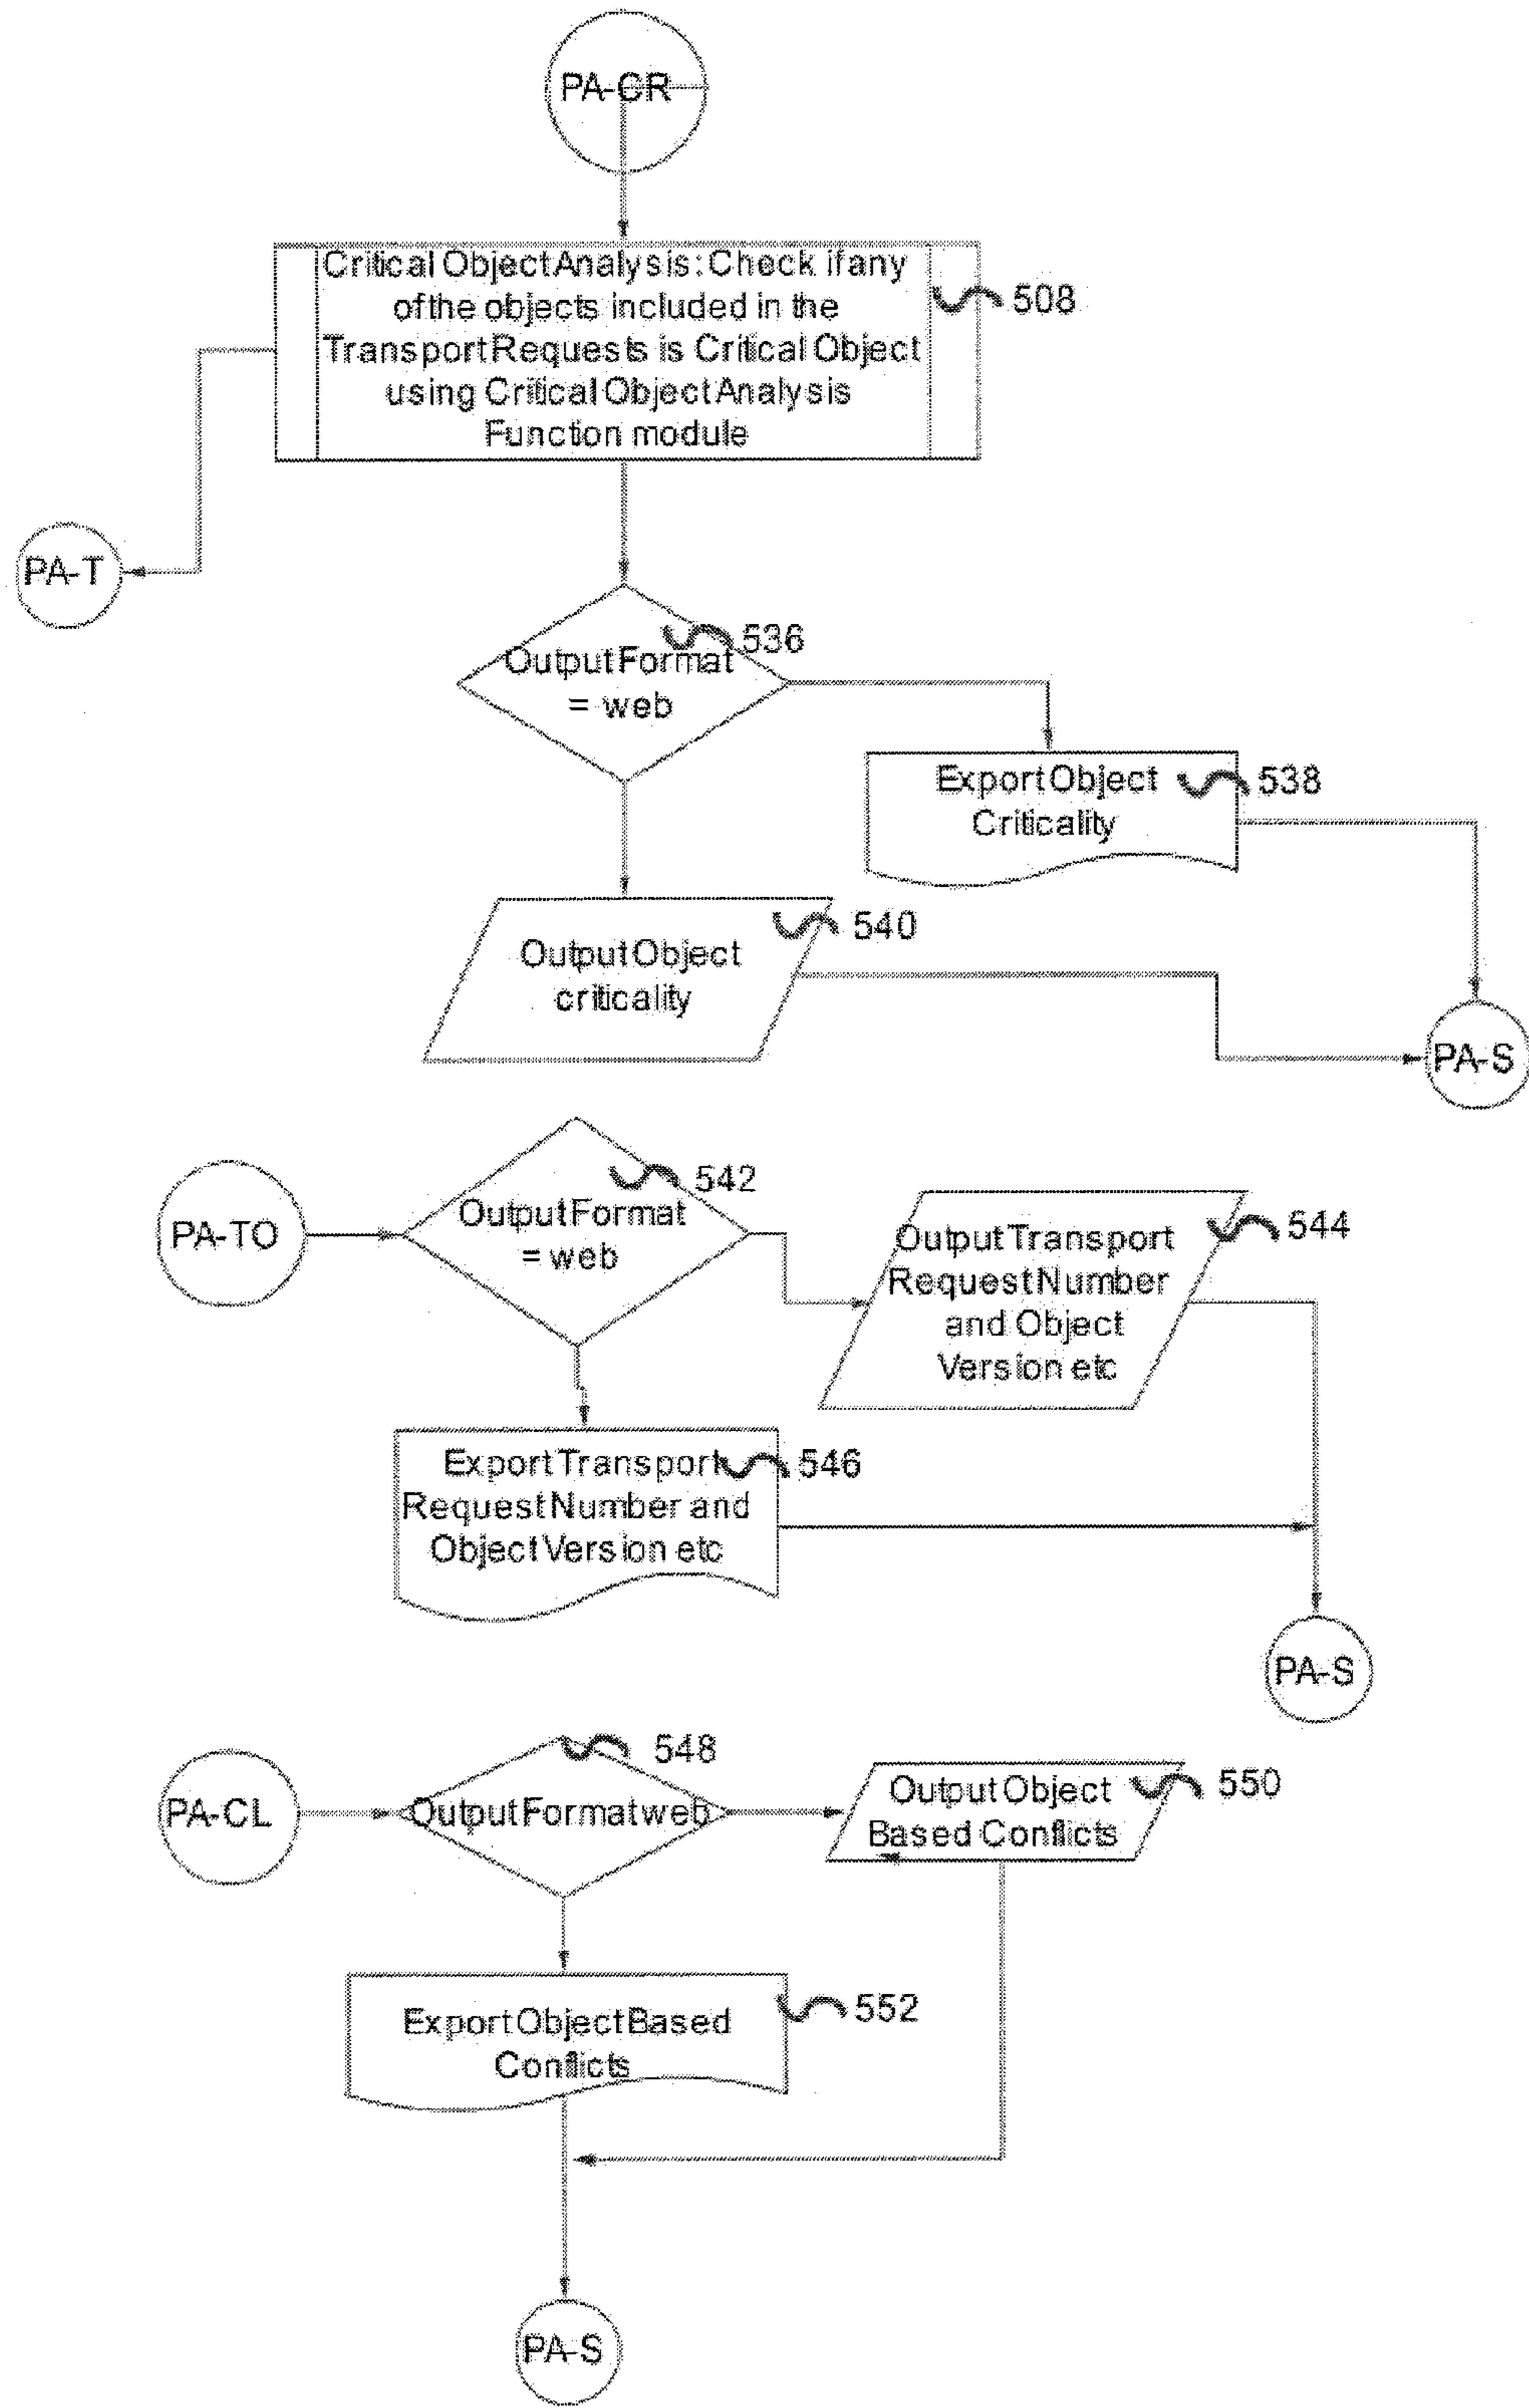 PA-CR
Critical Object Analysis: Check if any
of the objects included in the
Transport Requests is Critical Object
using Critical Object Analysis
Function module
508
PA-T
536
Output Format
= web
Export Object
Criticality
538
540
Output Object
criticality
PA-S
542
PA-TO
Output Format
= web
544
Output Transport
Request Number
and Object
Version etc
Export Transport
Request Number and
Object Version etc
546
PA-S
548
PA-CL
Output Format web
Output Object
Based Conflicts
550
Export Object Based
Conflicts
552
PA-S